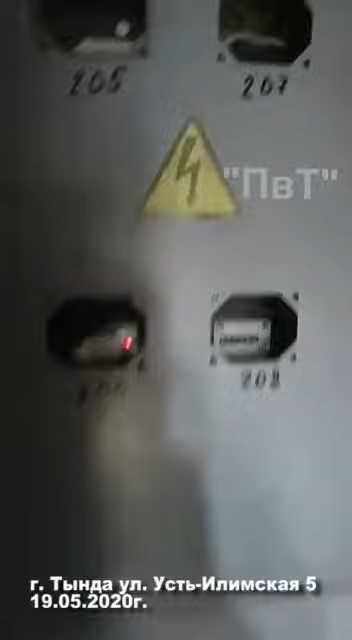 205 207
"ПвТ"
208
г. Тында ул. Усть-Илимская 5
19.05.2020г.